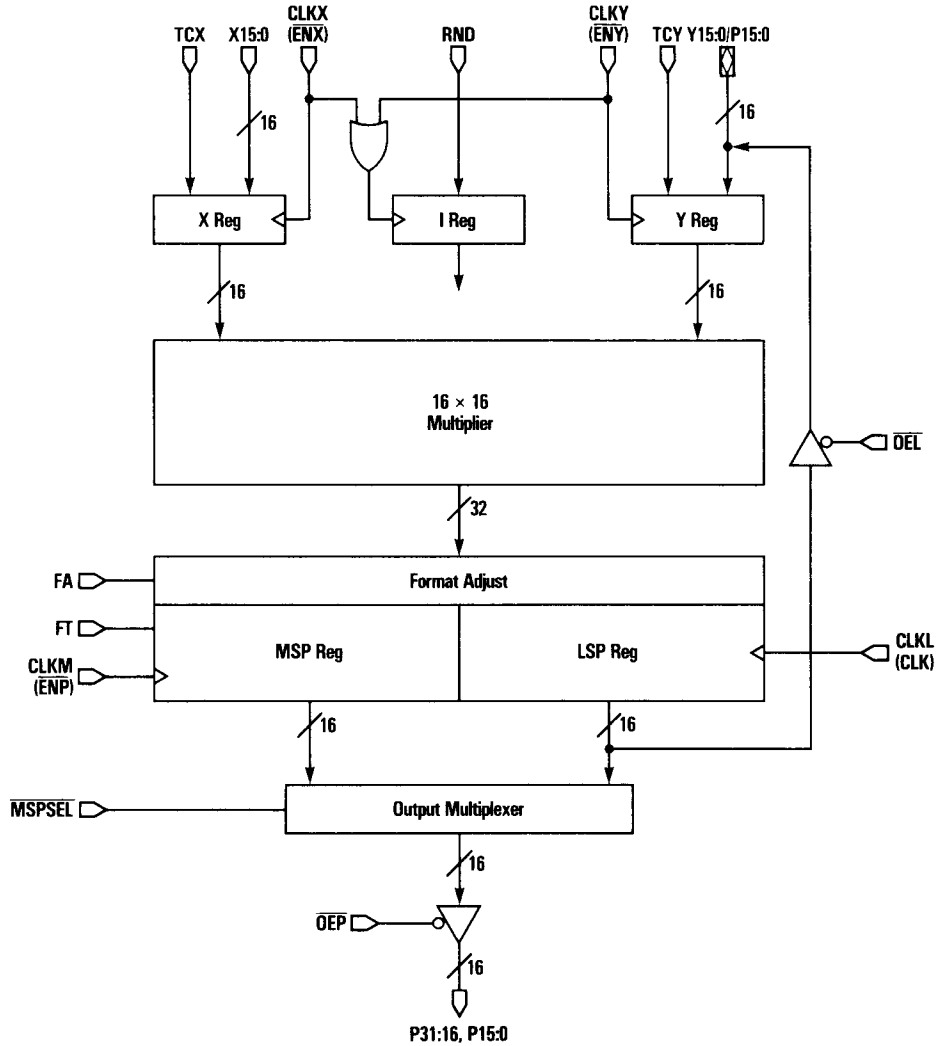 CLKX
(ENX)
CLKY
(ENY)
TCX
X15:0
RND
TCY
Y15:0/P15:0
16
16
X Reg
I Reg
Y Reg
16
16
16 × 16
Multiplier
OEL
32
FA
Format Adjust
FT
MSP Reg
LSP Reg
CLKM
(ENP)
CLKL
(CLK)
16
16
MSPSEL
Output Multiplexer
16
OEP
16
P31:16, P15:0